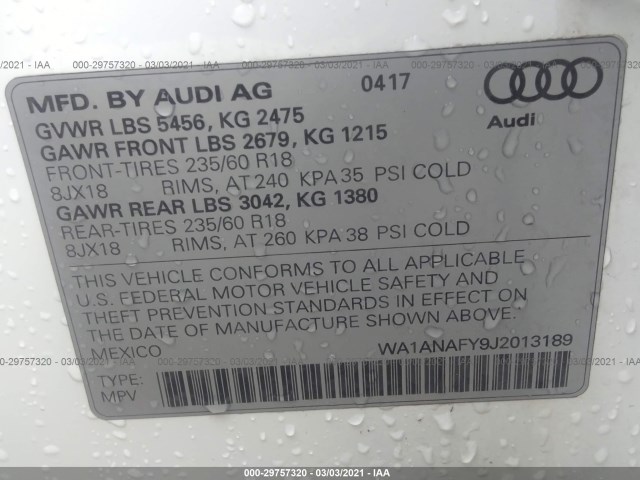 000-29757320 - 03/03/2021 - IAA
MFD. BY AUDI AG 0417
GVWR LBS 5456, KG 2475
GAWR FRONT LBS 2679, KG 1215
FRONT-TIRES 235/60 R18
8JX18 RIMS, AT 240 KPA 35 PSI COLD
GAWR REAR LBS 3042, KG 1380
REAR-TIRES 235/60 R18
8JX18 RIMS, AT 260 KPA 38 PSI COLD
Audi
THIS VEHICLE CONFORMS TO ALL APPLICABLE
U.S. FEDERAL MOTOR VEHICLE SAFETY AND
THEFT PREVENTION STANDARDS IN EFFECT ON
THE DATE OF MANUFACTURE SHOWN ABOVE.
MEXICO WA1ANAFY9J2013189
TYPE:
MPV
000-29757320 - 03/03/2021 - IAA